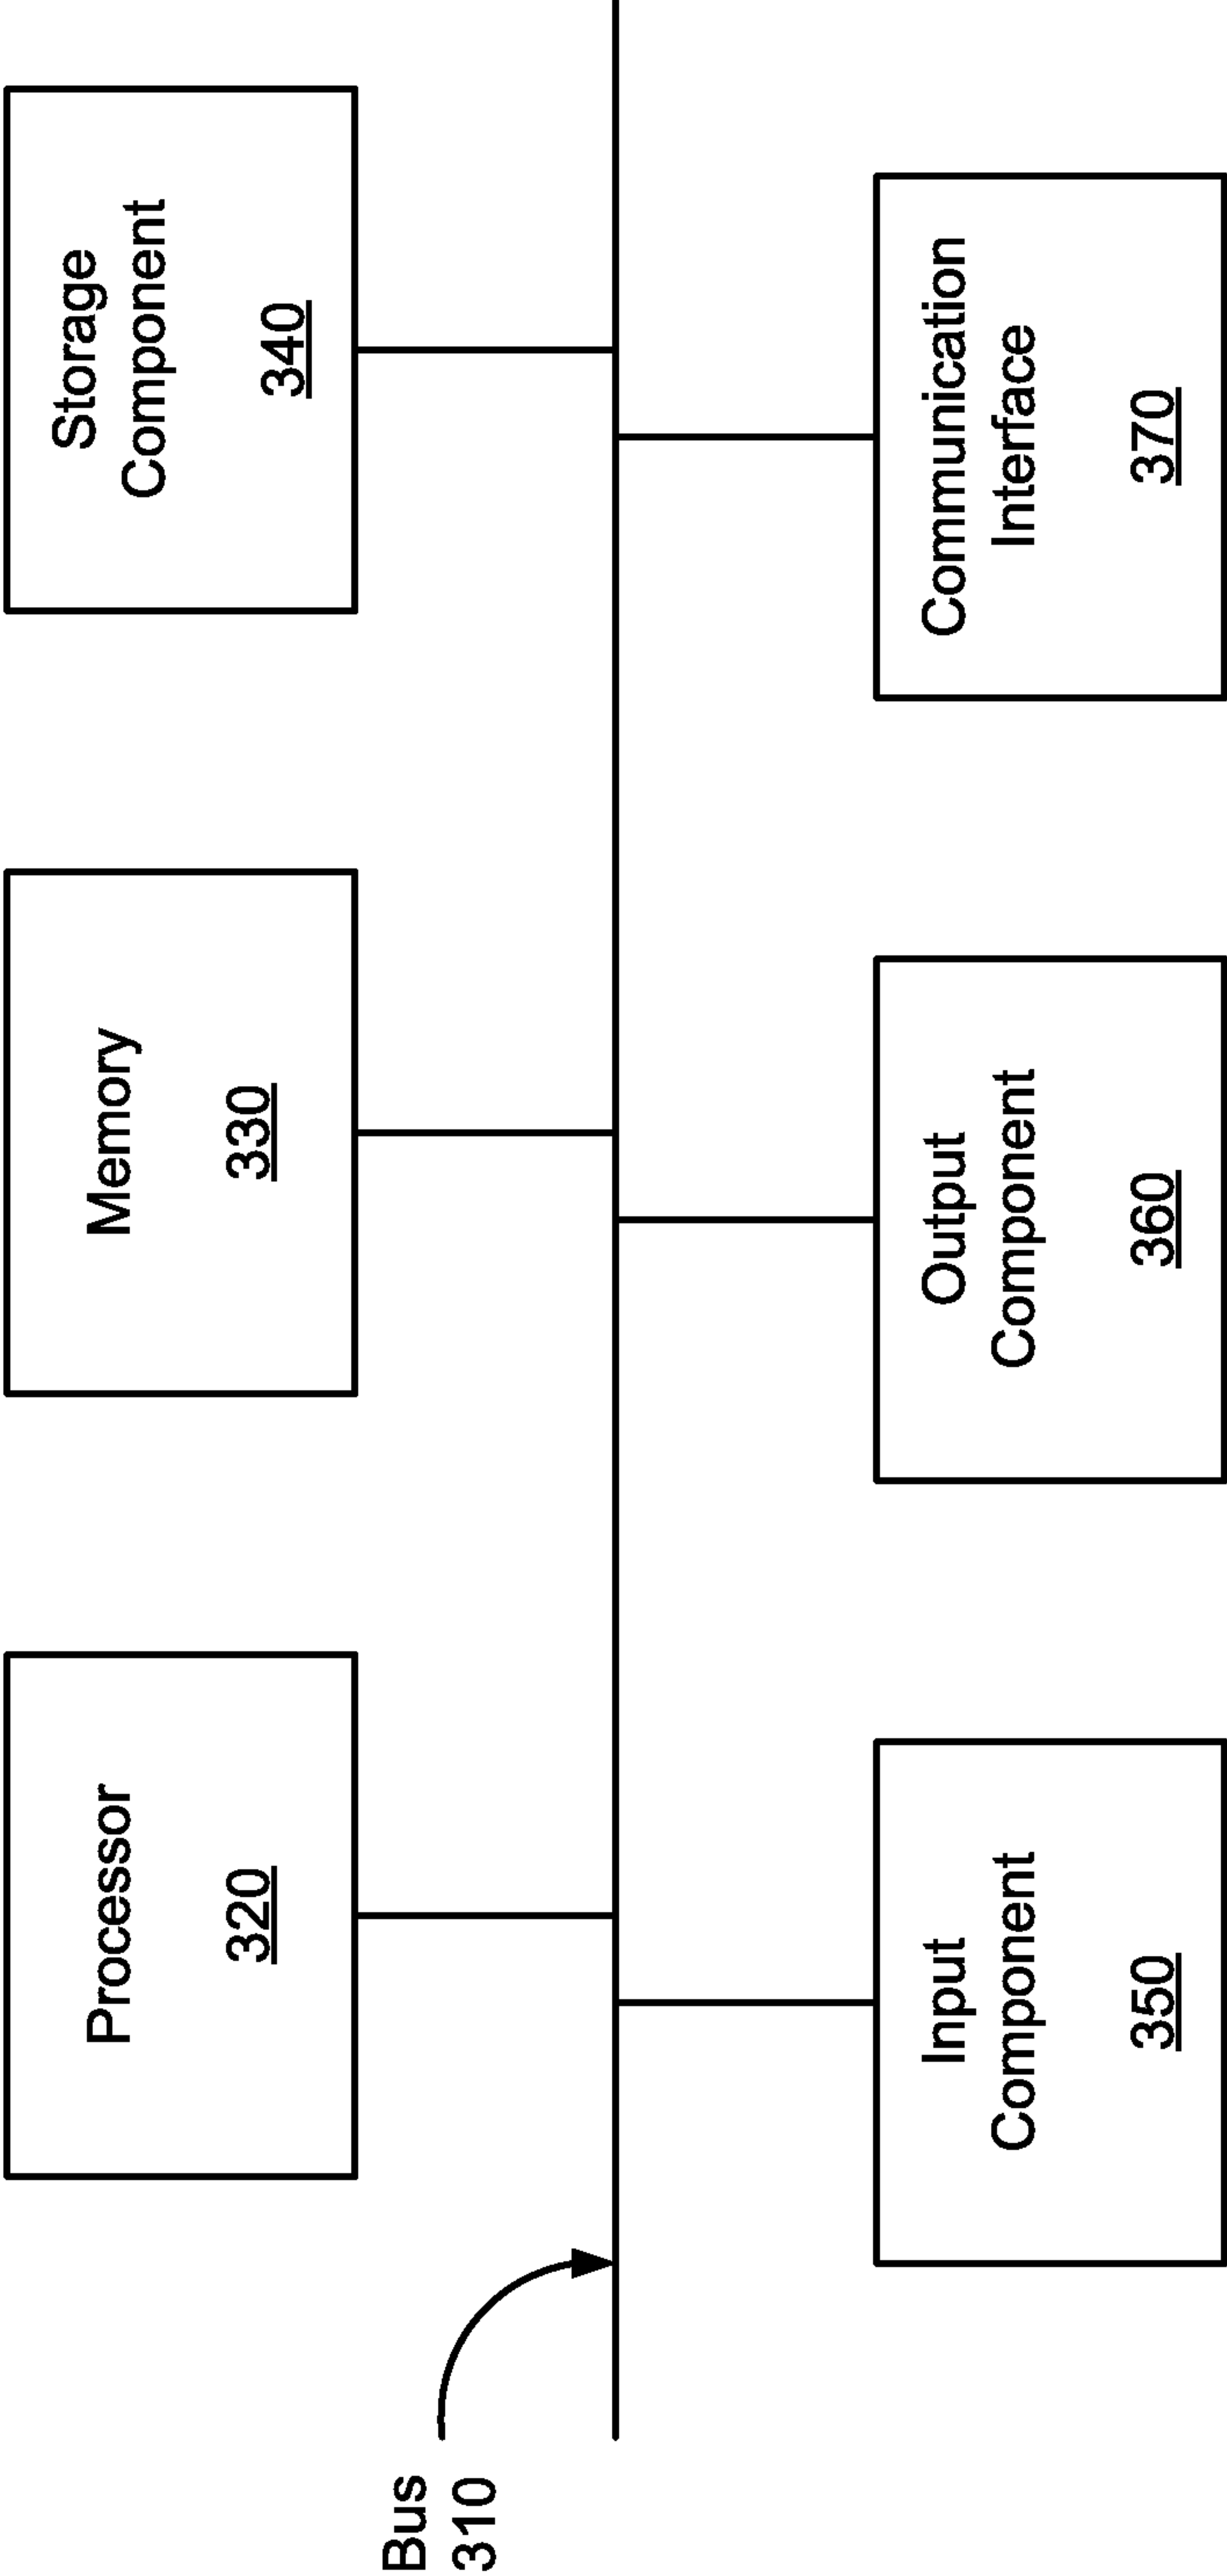 Processor
320
Memory
330
Storage
Component
340
Bus
310
Input
Component
350
Output
Component
360
Communication
Interface
370